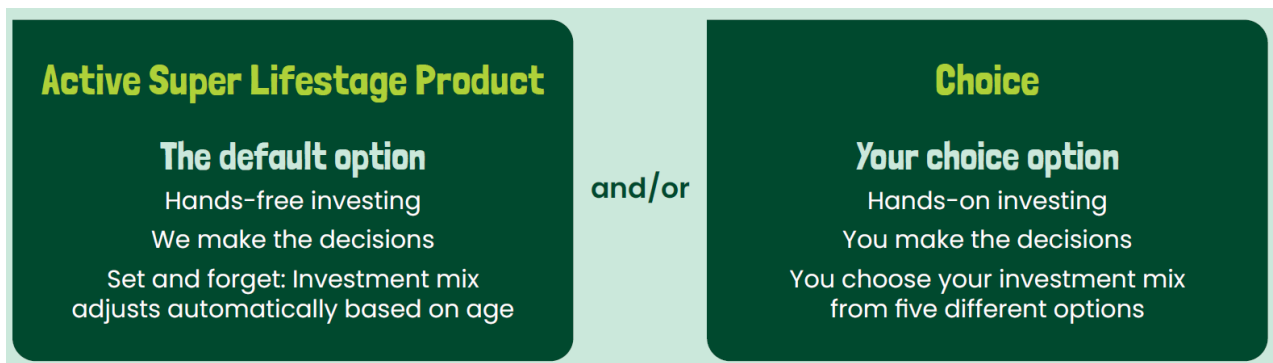 Active Super Lifestage Product
The default option
Hands-free investing
We make the decisions
Set and forget: Investment mix
adjusts automatically based on age
and/or
Choice
Your choice option
Hands-on investing
You make the decisions
You choose your investment mix
from five different options